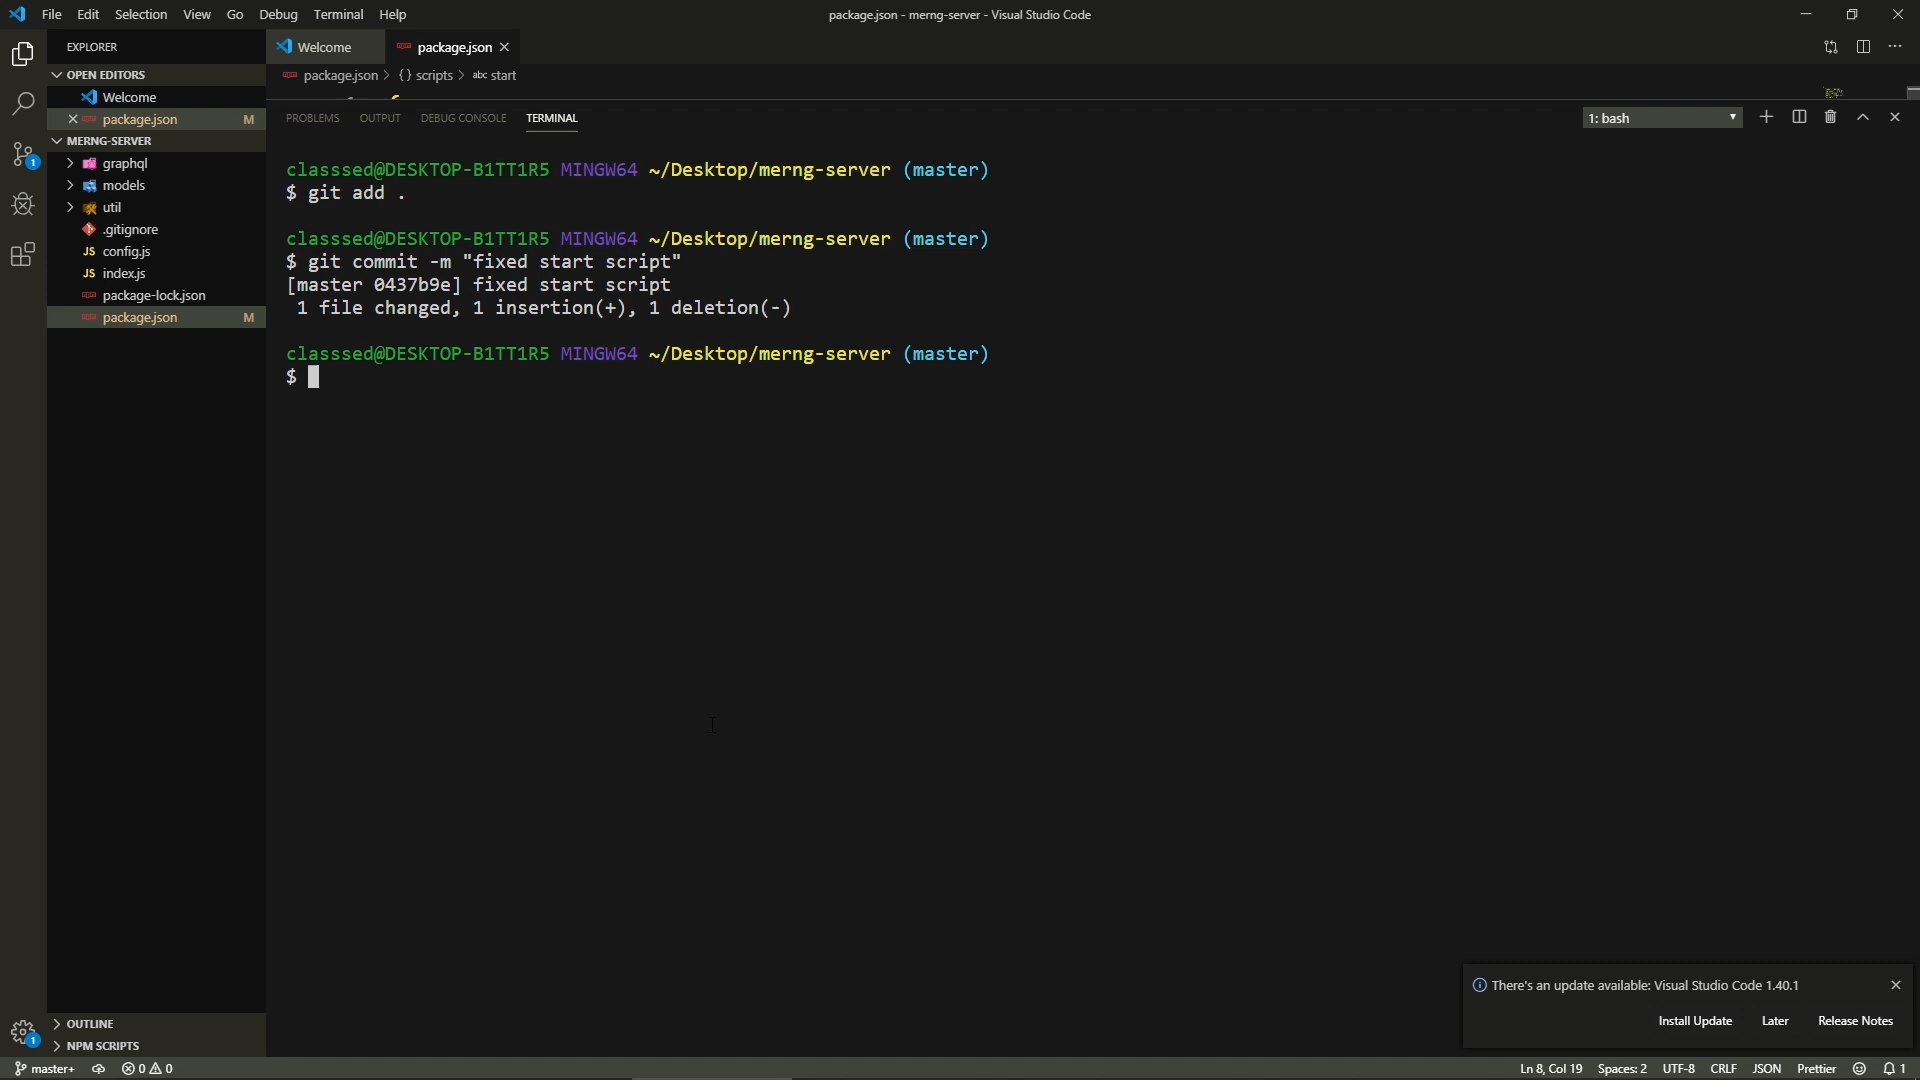 File Edit Selection View Go Debug Terminal Help
package.json - merng-server - Visual Studio Code
EXPLORER
OPEN EDITORS
Welcome
package.json M
MERNG-SERVER
graphql
models
util
.gitignore
JS config.js
JS index.js
package-lock.json
package.json M
OUTLINE
NPM SCRIPTS
Welcome
package.json
package.json > {} scripts > abc start
PROBLEMS OUTPUT DEBUG CONSOLE TERMINAL
1: bash
classsed@DESKTOP-B1TT1R5 MINGW64 ~/Desktop/merng-server (master)
$ git add .
classsed@DESKTOP-B1TT1R5 MINGW64 ~/Desktop/merng-server (master)
$ git commit -m "fixed start script"
[master 0437b9e] fixed start script
1 file changed, 1 insertion(+), 1 deletion(-)
classsed@DESKTOP-B1TT1R5 MINGW64 ~/Desktop/merng-server (master)
$
There's an update available: Visual Studio Code 1.40.1
Install Update Later Release Notes
1
1
master+ 0 0
Ln 8, Col 19 Spaces: 2 UTF-8 CRLF JSON Prettier 1